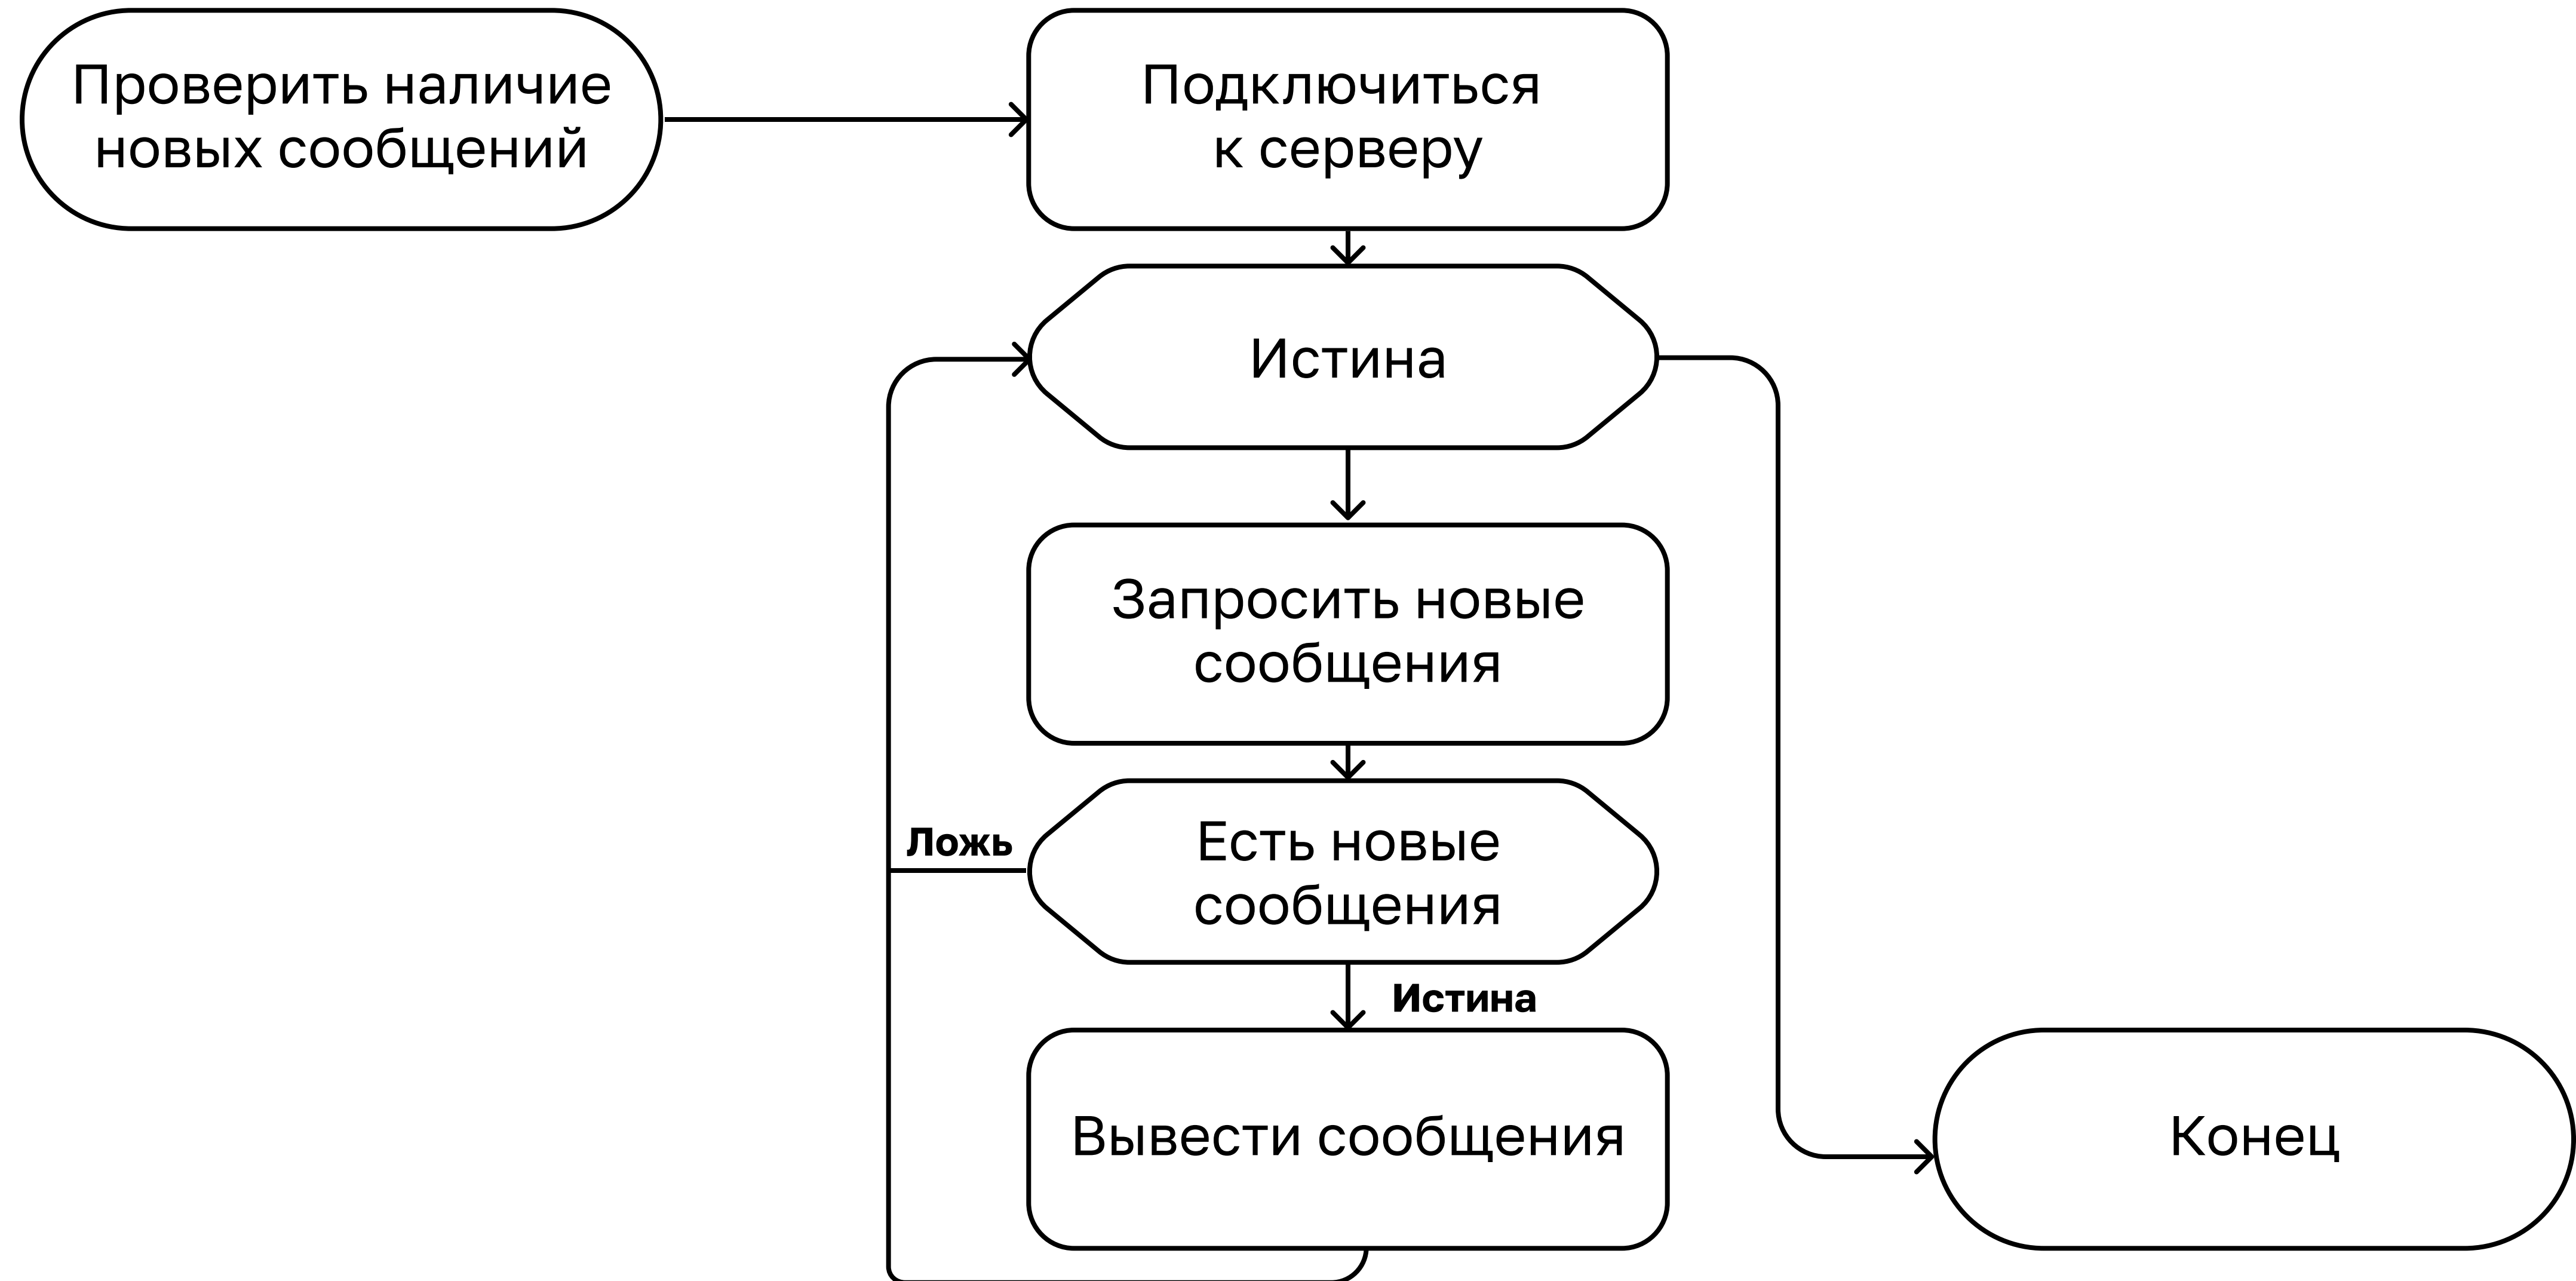 Проверить наличие
новых сообщений
Подключиться
к серверу
Истина
Запросить новые
сообщения
Ложь
Есть новые
сообщения
Истина
Вывести сообщения
Конец